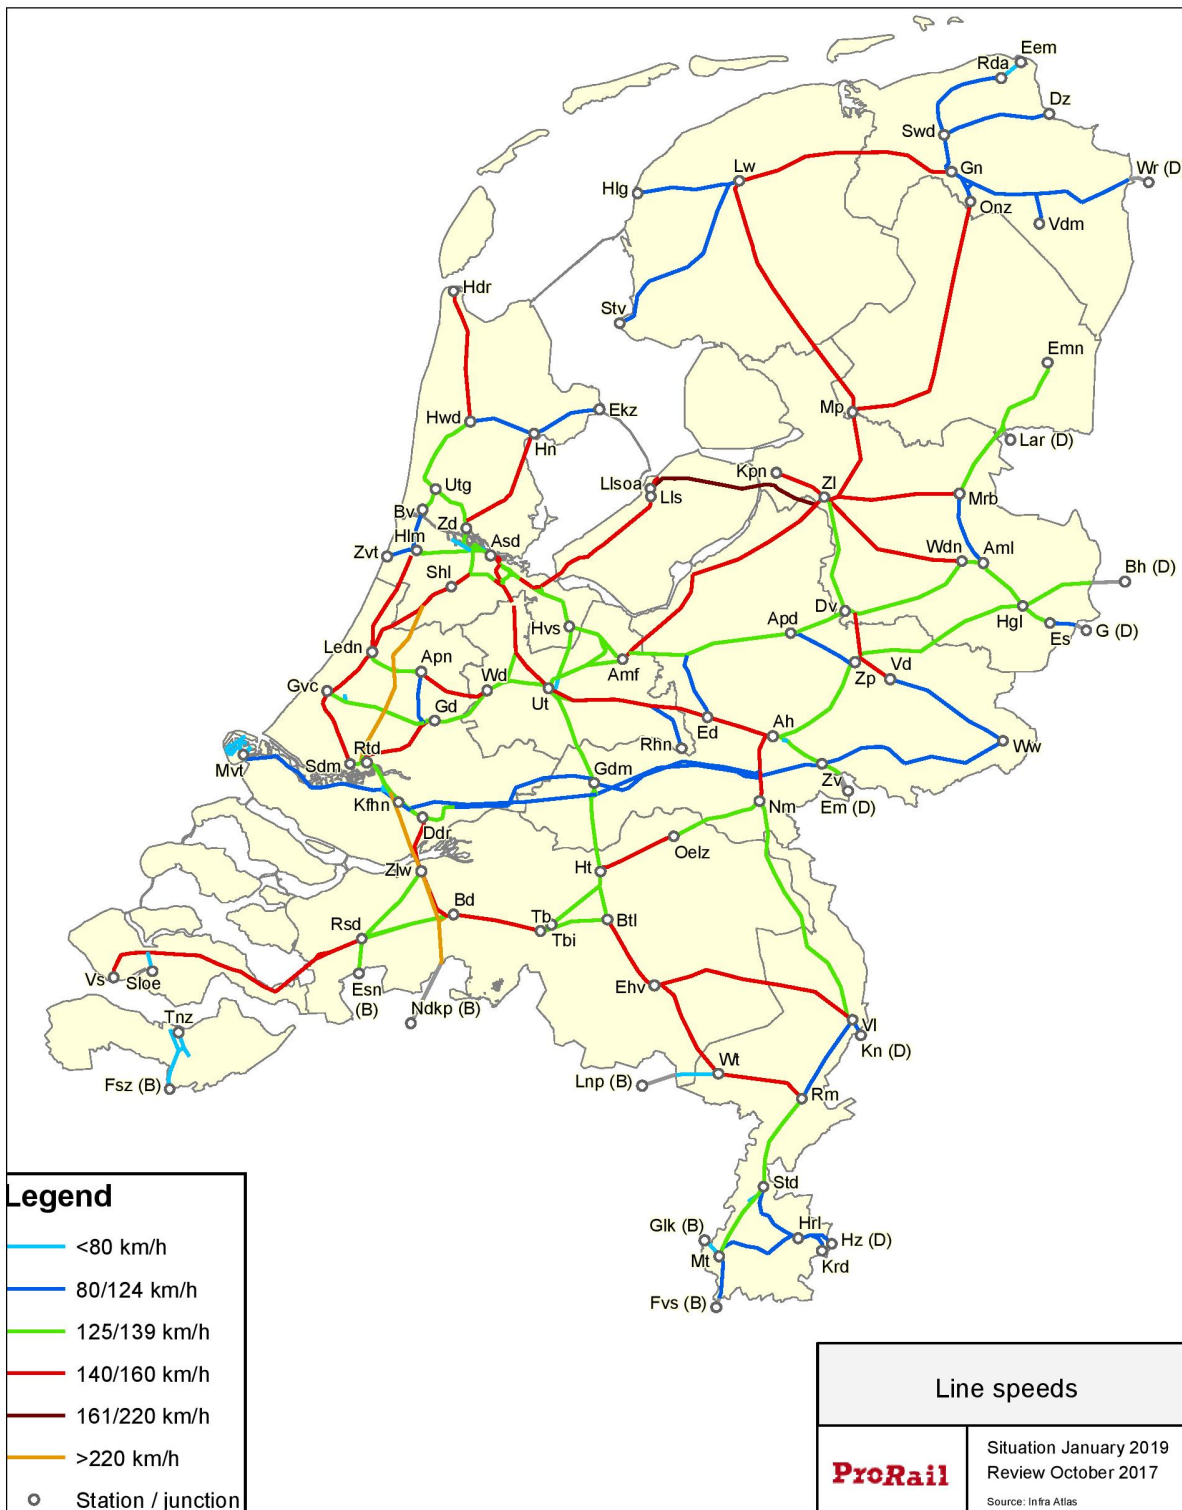 Eem
Rda
Dz
Swd
Lw
Gn
Wr (D
Hlg
Onz
Vdm
Hdr
Stv
Emn
Mp
Ekz
Hwd
Hn
Lar (D)
Kpn
Zl
Llsoa
Lls
Mrb
Utg
Bv
Zd
Hlm
Asd
Zvt
Wdn
Aml
Shl
Bh (D)
Dv
Apd
Hgl
Es
G (D)
Hvs
Ledn
Apn
Wd
Amf
Vd
Zp
Gvc
Ut
Gd
Ed
Ah
Rhn
Ww
Rtd
Sdm
Mvt
Gdm
Zv
Em (D)
Kfhn
Nm
Ddr
Oelz
Zlw
Ht
Bd
Tb
Btl
Rsd
Tbi
Vs
Sloe
Esn
(B)
Ehv
Ndkp (B)
Tnz
Vl
Kn (D)
Wt
Fsz (B)
Lnp (B)
Rm
Std
Glk (B)
Hrl
Hz (D)
Mt
Krd
Fvs (B)
Legend
<80 km/h
80/124 km/h
125/139 km/h
140/160 km/h
161/220 km/h
>220 km/h
Station / junction
Line speeds
ProRail
Situation January 2019
Review October 2017
Source: Infra Atlas